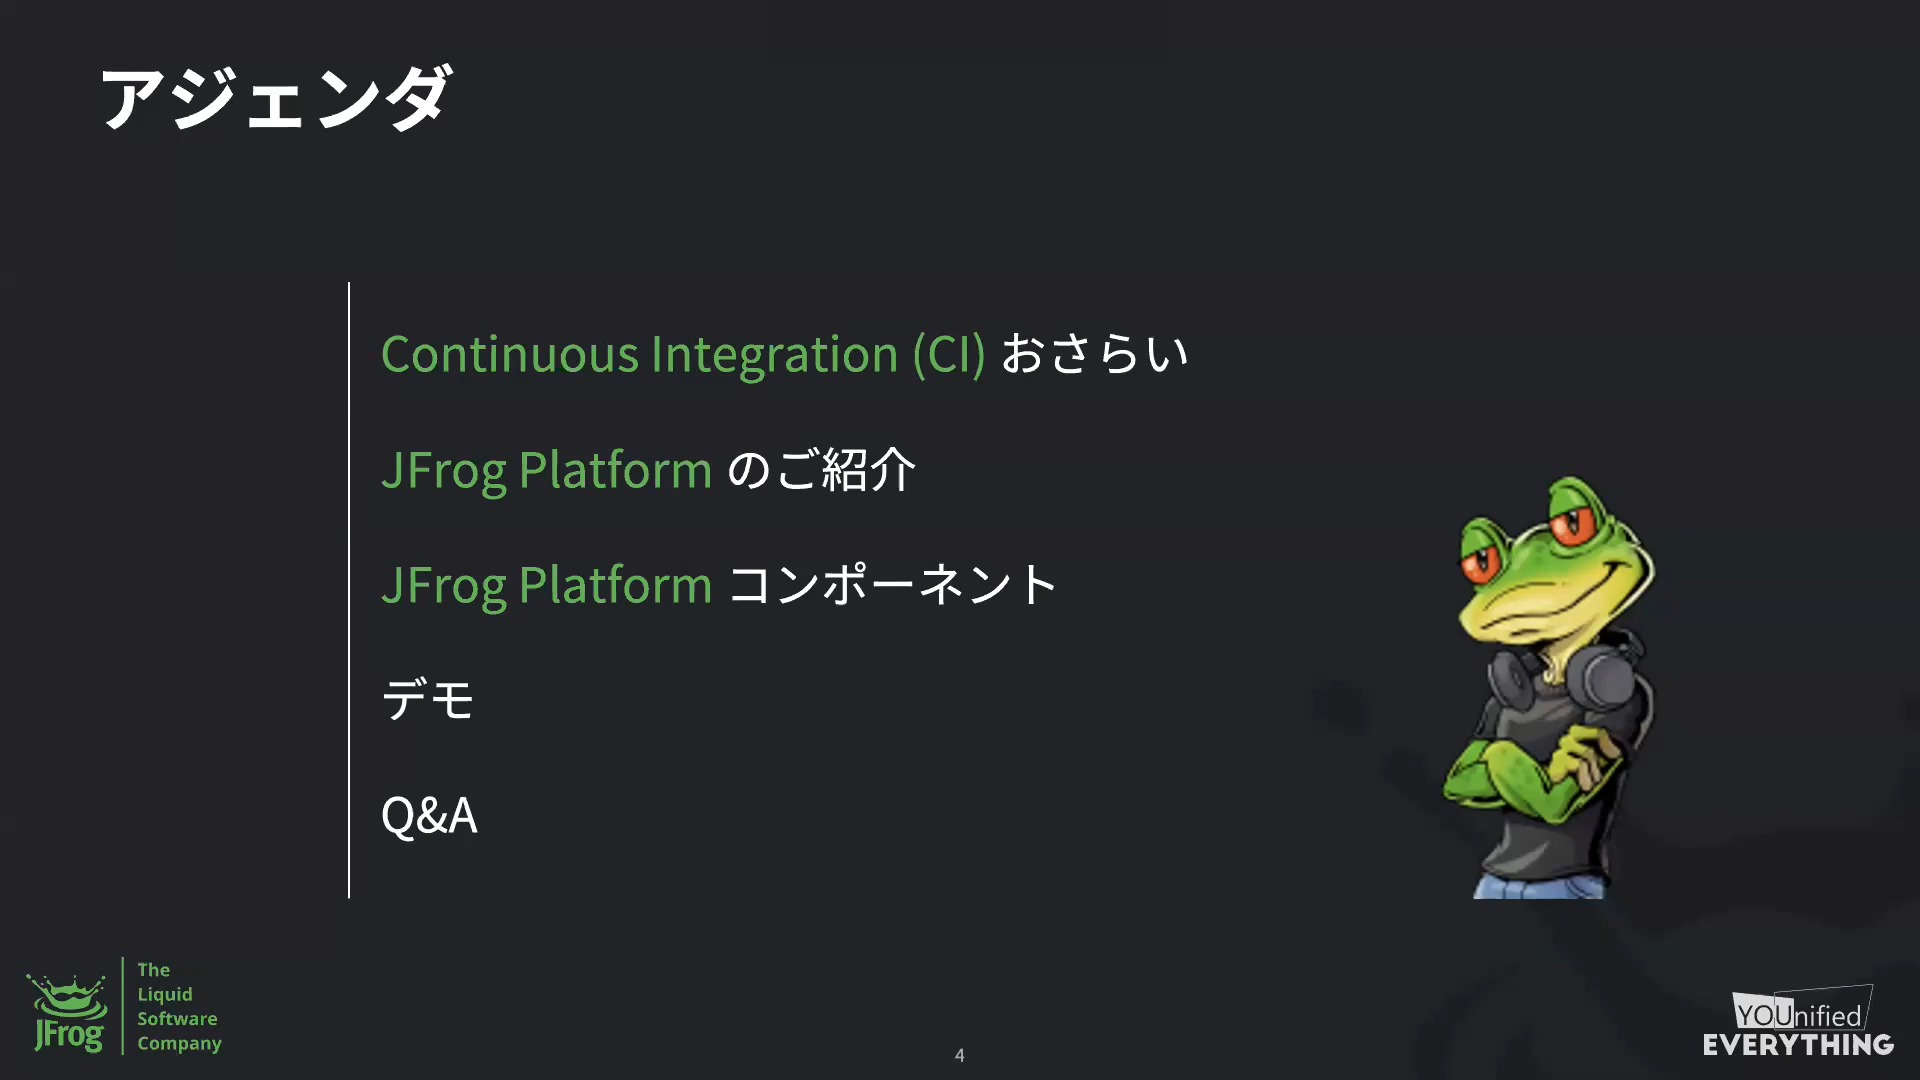 アジェンダ
Continuous Integration (CI) おさらい
JFrog Platform のご紹介
JFrog Platform コンポーネント
デモ
Q&A
JFrog
The
Liquid
Software
Company
4
YOUnified
EVERYTHING